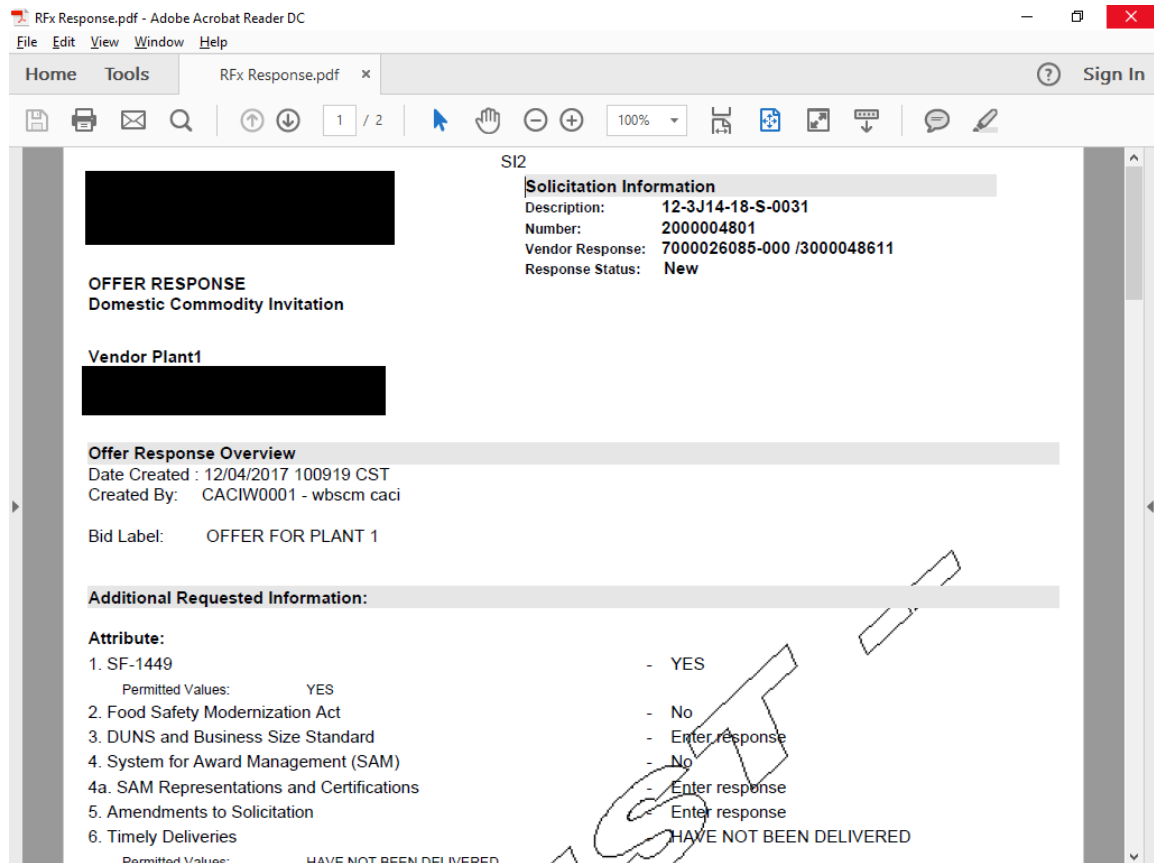 RFx Response.pdf - Adobe Acrobat Reader DC
File Edit View Window Help
Home Tools RFx Response.pdf × ? Sign In
1 / 2 100%
SI2
Solicitation Information
Description: 12-3J14-18-S-0031
Number: 2000004801
Vendor Response: 7000026085-000 /3000048611
Response Status: New
OFFER RESPONSE
Domestic Commodity Invitation
Vendor Plant1
Offer Response Overview
Date Created : 12/04/2017 100919 CST
Created By: CACIW0001 - wbscm caci
Bid Label: OFFER FOR PLANT 1
Additional Requested Information:
Attribute:
1. SF-1449 - YES
Permitted Values: YES
2. Food Safety Modernization Act - No
3. DUNS and Business Size Standard - Enter response
4. System for Award Management (SAM) - No
4a. SAM Representations and Certifications - Enter response
5. Amendments to Solicitation - Enter response
6. Timely Deliveries - HAVE NOT BEEN DELIVERED
Permitted Values: HAVE NOT BEEN DELIVERED